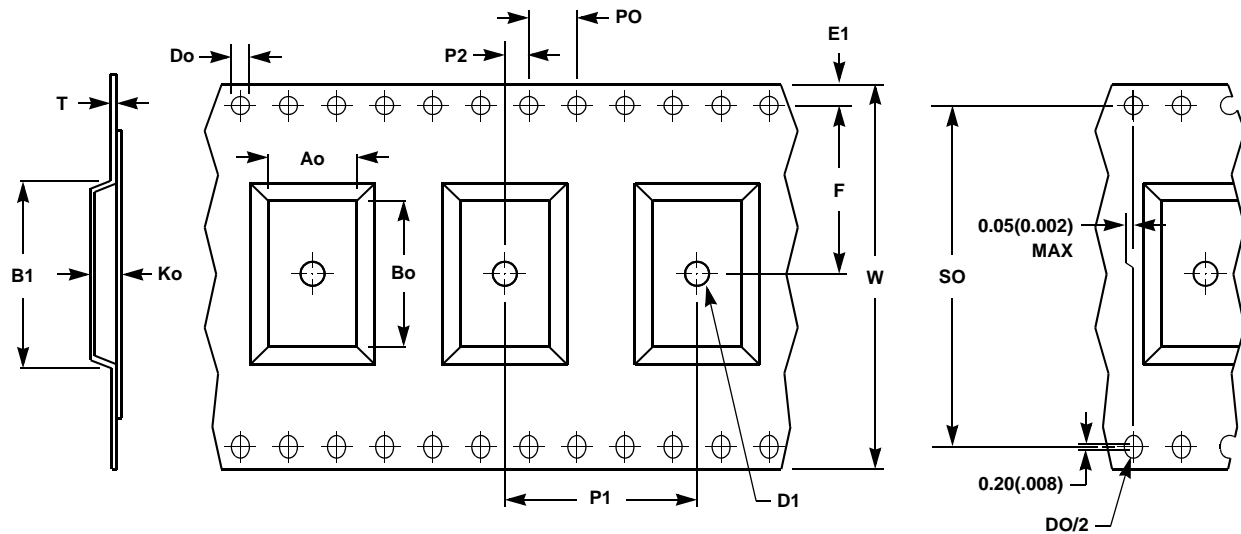 PO
E1
Do
P2
T
Ao
F
0.05(0.002)
MAX
B1
Ko
Bo
W
SO
P1
D1
0.20(.008)
DO/2